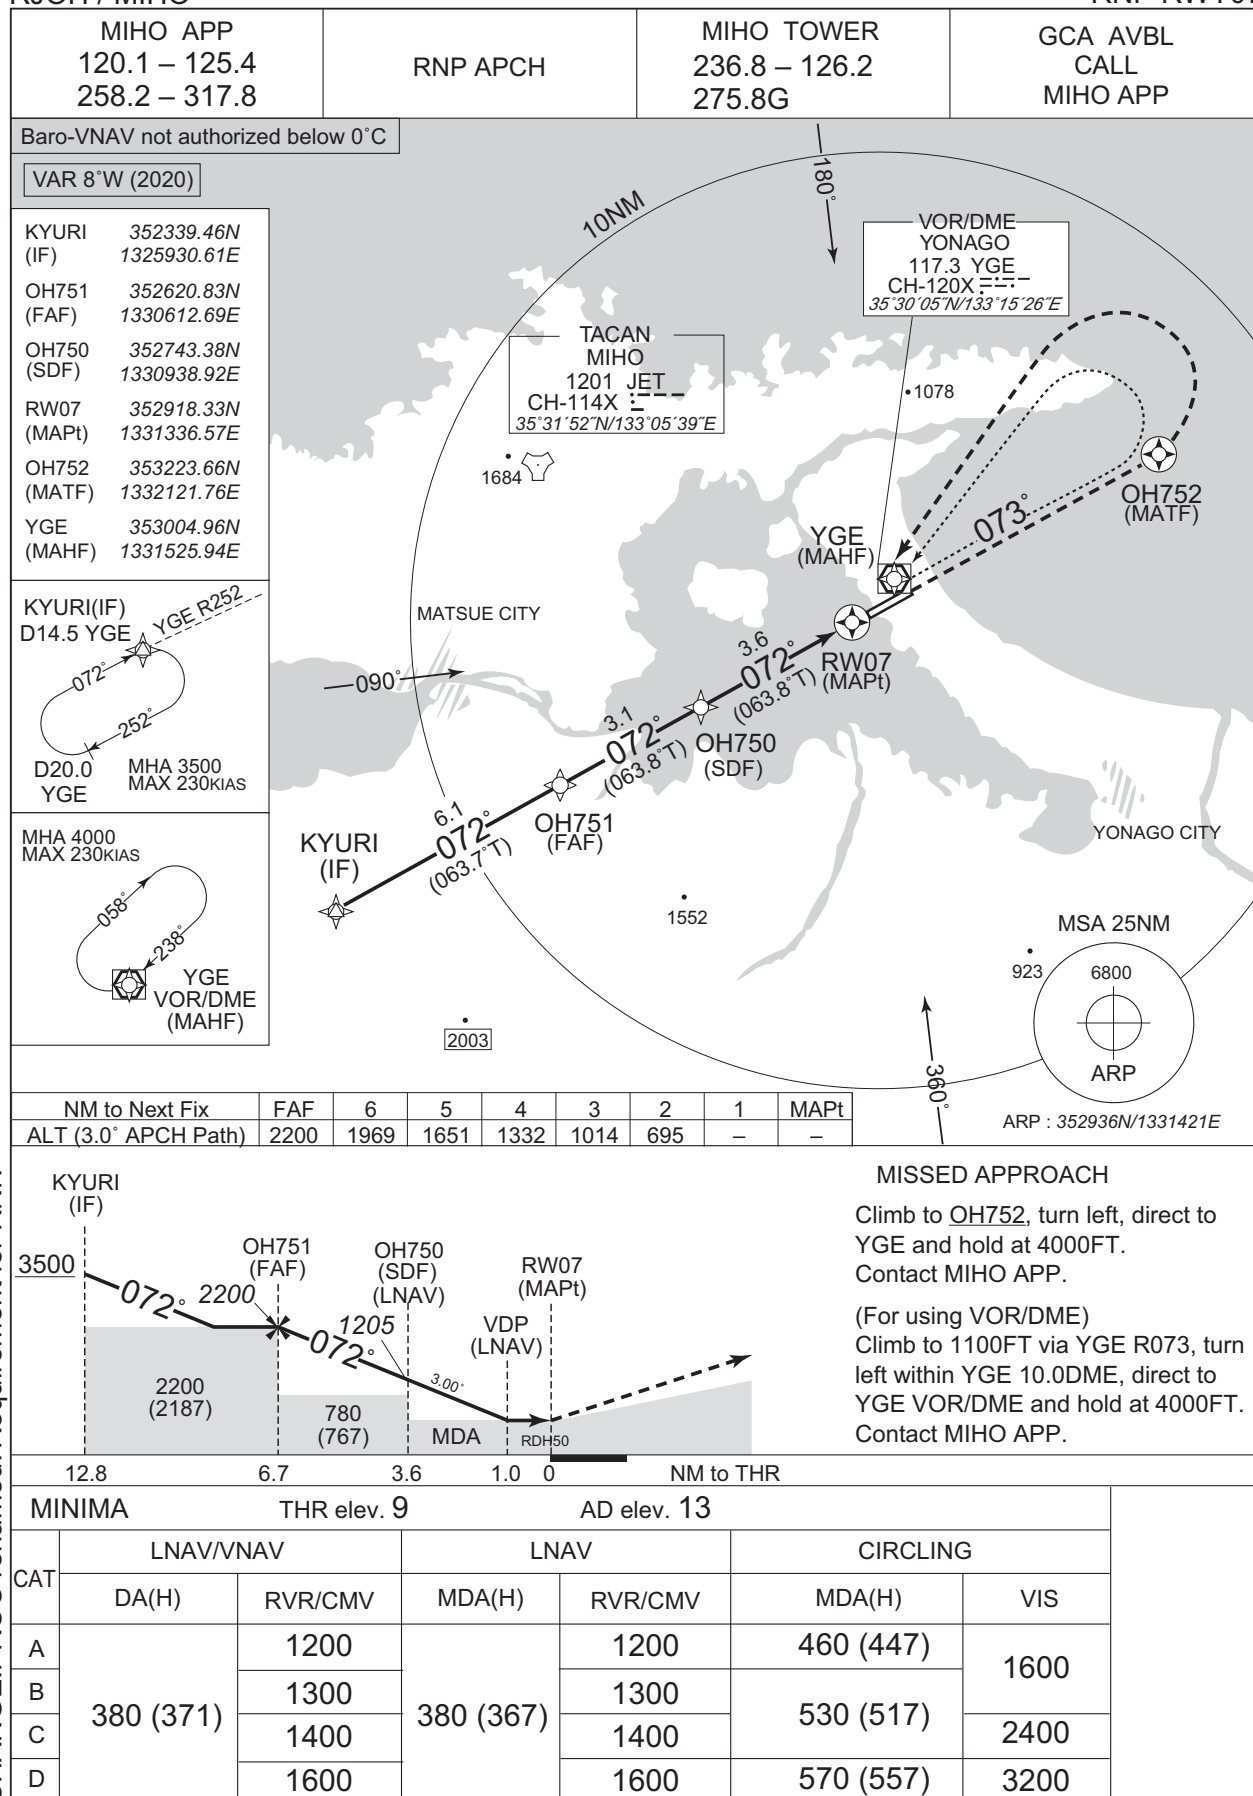 MIHO APP
120.1 – 125.4
258.2 – 317.8
RNP APCH
MIHO TOWER
236.8 – 126.2
275.8G
GCA AVBL
CALL
MIHO APP
Baro-VNAV not authorized below 0˚C
VAR 8˚W (2020)
KYURI 352339.46N
(IF) 1325930.61E
OH751 352620.83N
(FAF) 1330612.69E
OH750 352743.38N
(SDF) 1330938.92E
RW07 352918.33N
(MAPt) 1331336.57E
OH752 353223.66N
(MATF) 1332121.76E
YGE 353004.96N
(MAHF) 1331525.94E
KYURI(IF)
D14.5 YGE
YGE R252
072˚
252˚
D20.0
YGE
MHA 3500
MAX 230KIAS
MHA 4000
MAX 230KIAS
058˚
238˚
YGE
VOR/DME
(MAHF)
10NM
180˚
VOR/DME
YONAGO
117.3 YGE
CH-120X
35˚30´05˝N/133˚15´26˝E
TACAN
MIHO
1201 JET
CH-114X
35˚31´52˝N/133˚05´39˝E
1078
1684
OH752
(MATF)
073˚
YGE
(MAHF)
MATSUE CITY
090˚
3.6
072˚
(063.8˚T)
RW07
(MAPt)
3.1
072˚
(063.8˚T)
OH750
(SDF)
6.1
072˚
(063.7˚T)
OH751
(FAF)
KYURI
(IF)
YONAGO CITY
1552
923
2003
MSA 25NM
6800
ARP
360˚
ARP : 352936N/1331421E
NM to Next Fix FAF 6 5 4 3 2 1 MAPt
ALT (3.0˚ APCH Path) 2200 1969 1651 1332 1014 695 – –
KYURI
(IF)
3500
072˚
2200
OH751
(FAF)
072˚
1205
OH750
(SDF)
(LNAV)
3.00˚
VDP
(LNAV)
RW07
(MAPt)
2200
(2187)
780
(767)
MDA
RDH50
12.8 6.7 3.6 1.0 0 NM to THR
MISSED APPROACH
Climb to OH752, turn left, direct to
YGE and hold at 4000FT.
Contact MIHO APP.
(For using VOR/DME)
Climb to 1100FT via YGE R073, turn
left within YGE 10.0DME, direct to
YGE VOR/DME and hold at 4000FT.
Contact MIHO APP.
MINIMA THR elev. 9 AD elev. 13
CAT LNAV/VNAV LNAV CIRCLING
DA(H) RVR/CMV MDA(H) RVR/CMV MDA(H) VIS
A 380 (371) 1200 380 (367) 1200 460 (447) 1600
B 1300 1300 530 (517)
C 1400 1400 2400
D 1600 1600 570 (557) 3200